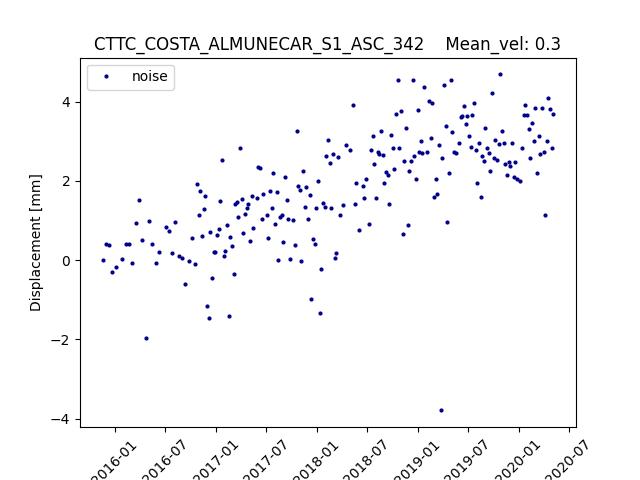 CTTC_COSTA_ALMUNECAR_S1_ASC_342    Mean_vel: 0.3
noise
Displacement [mm]
4
2
0
−2
−4
2016-01 2016-07 2017-01 2017-07 2018-01 2018-07 2019-01 2019-07 2020-01 2020-07